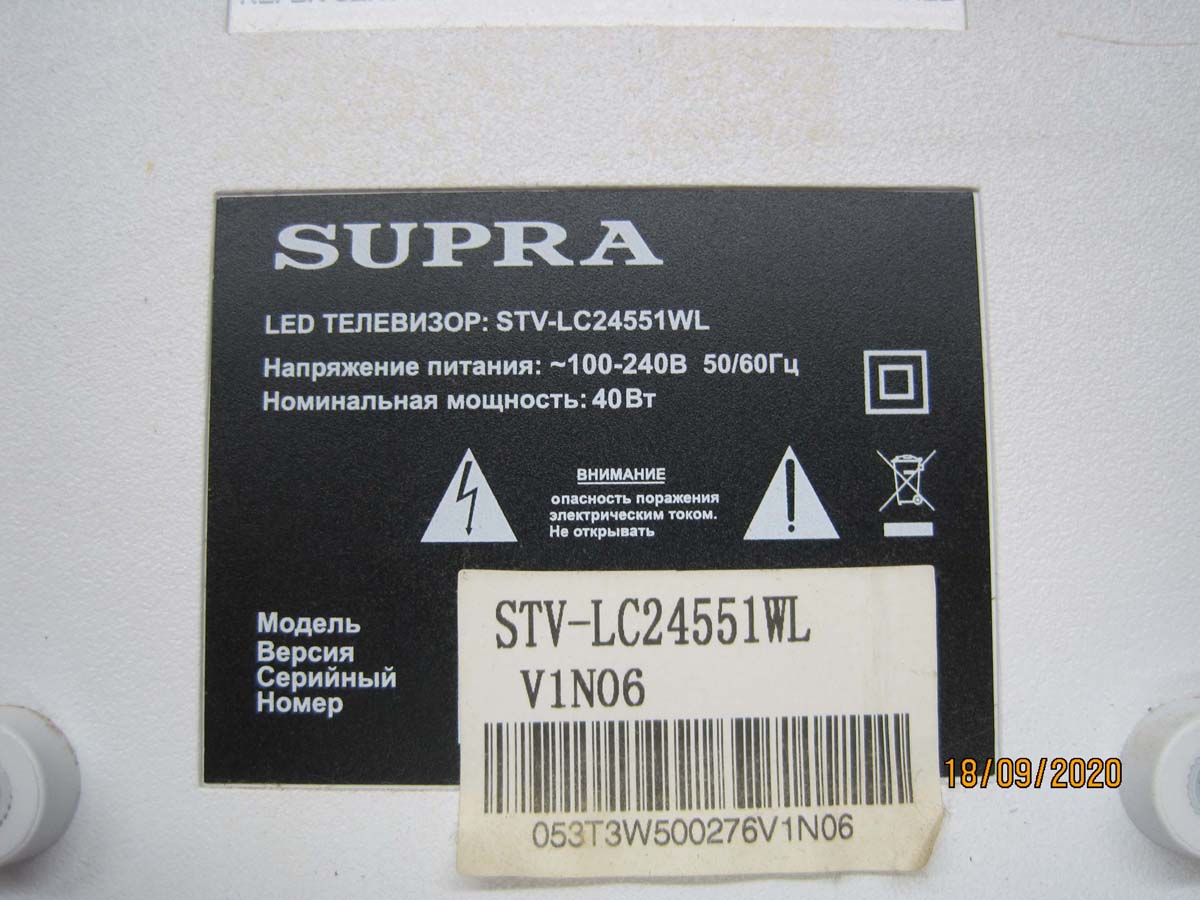 SUPRA
LED ТЕЛЕВИЗОР: STV-LC24551WL
Напряжение питания: ~100-240В 50/60Гц
Номинальная мощность: 40Вт
ВНИМАНИЕ
опасность поражения
электрическим током.
Не открывать
Модель
Версия
Серийный
Номер
STV-LC24551WL
V1N06
053T3W500276V1N06
18/09/2020